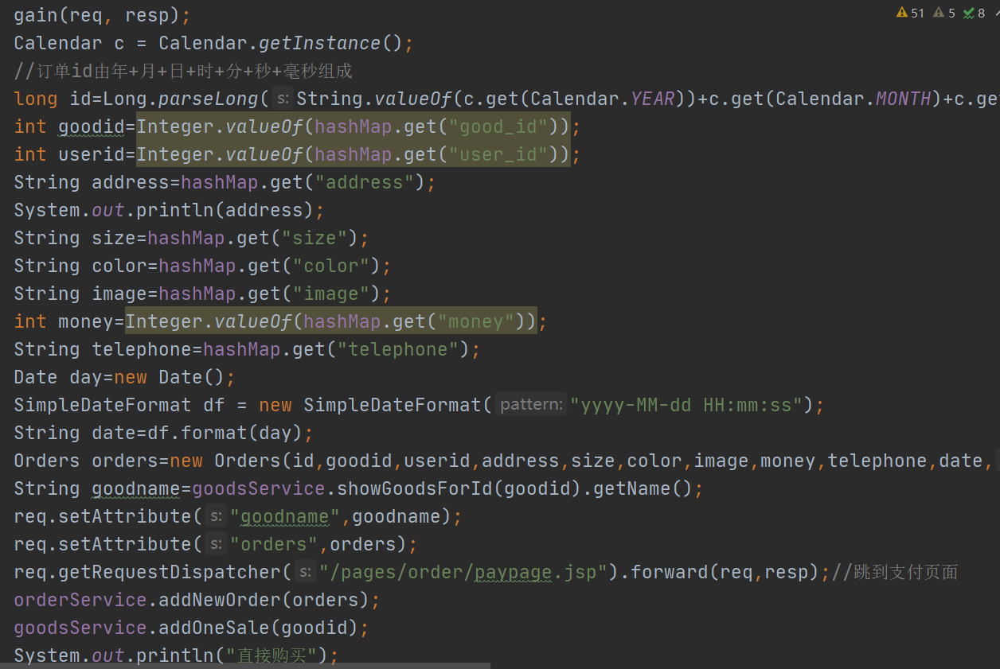 gain(req, resp);
51 5 8
Calendar c = Calendar.getInstance();
//订单id由年+月+日+时+分+秒+毫秒组成
long id=Long.parseLong( s: String.valueOf(c.get(Calendar.YEAR))+c.get(Calendar.MONTH)+c.ge
int goodid=Integer.valueOf(hashMap.get("good_id"));
int userid=Integer.valueOf(hashMap.get("user_id"));
String address=hashMap.get("address");
System.out.println(address);
String size=hashMap.get("size");
String color=hashMap.get("color");
String image=hashMap.get("image");
int money=Integer.valueOf(hashMap.get("money"));
String telephone=hashMap.get("telephone");
Date day=new Date();
SimpleDateFormat df = new SimpleDateFormat( pattern: "yyyy-MM-dd HH:mm:ss");
String date=df.format(day);
Orders orders=new Orders(id,goodid,userid,address,size,color,image,money,telephone,date,
String goodname=goodsService.showGoodsForId(goodid).getName();
req.setAttribute( s: "goodname",goodname);
req.setAttribute( s: "orders",orders);
req.getRequestDispatcher( s: "/pages/order/paypage.jsp").forward(req,resp);//跳到支付页面
orderService.addNewOrder(orders);
goodsService.addOneSale(goodid);
System.out.println("直接购买");